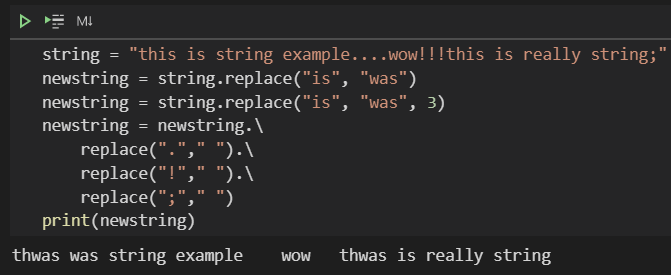 M↓
string = "this is string example....wow!!!this is really string;"
newstring = string.replace("is", "was")
newstring = string.replace("is", "was", 3)
newstring = newstring.\
    replace("."," ").\
    replace("!"," ").\
    replace(";"," ")
print(newstring)
thwas was string example    wow   thwas is really string